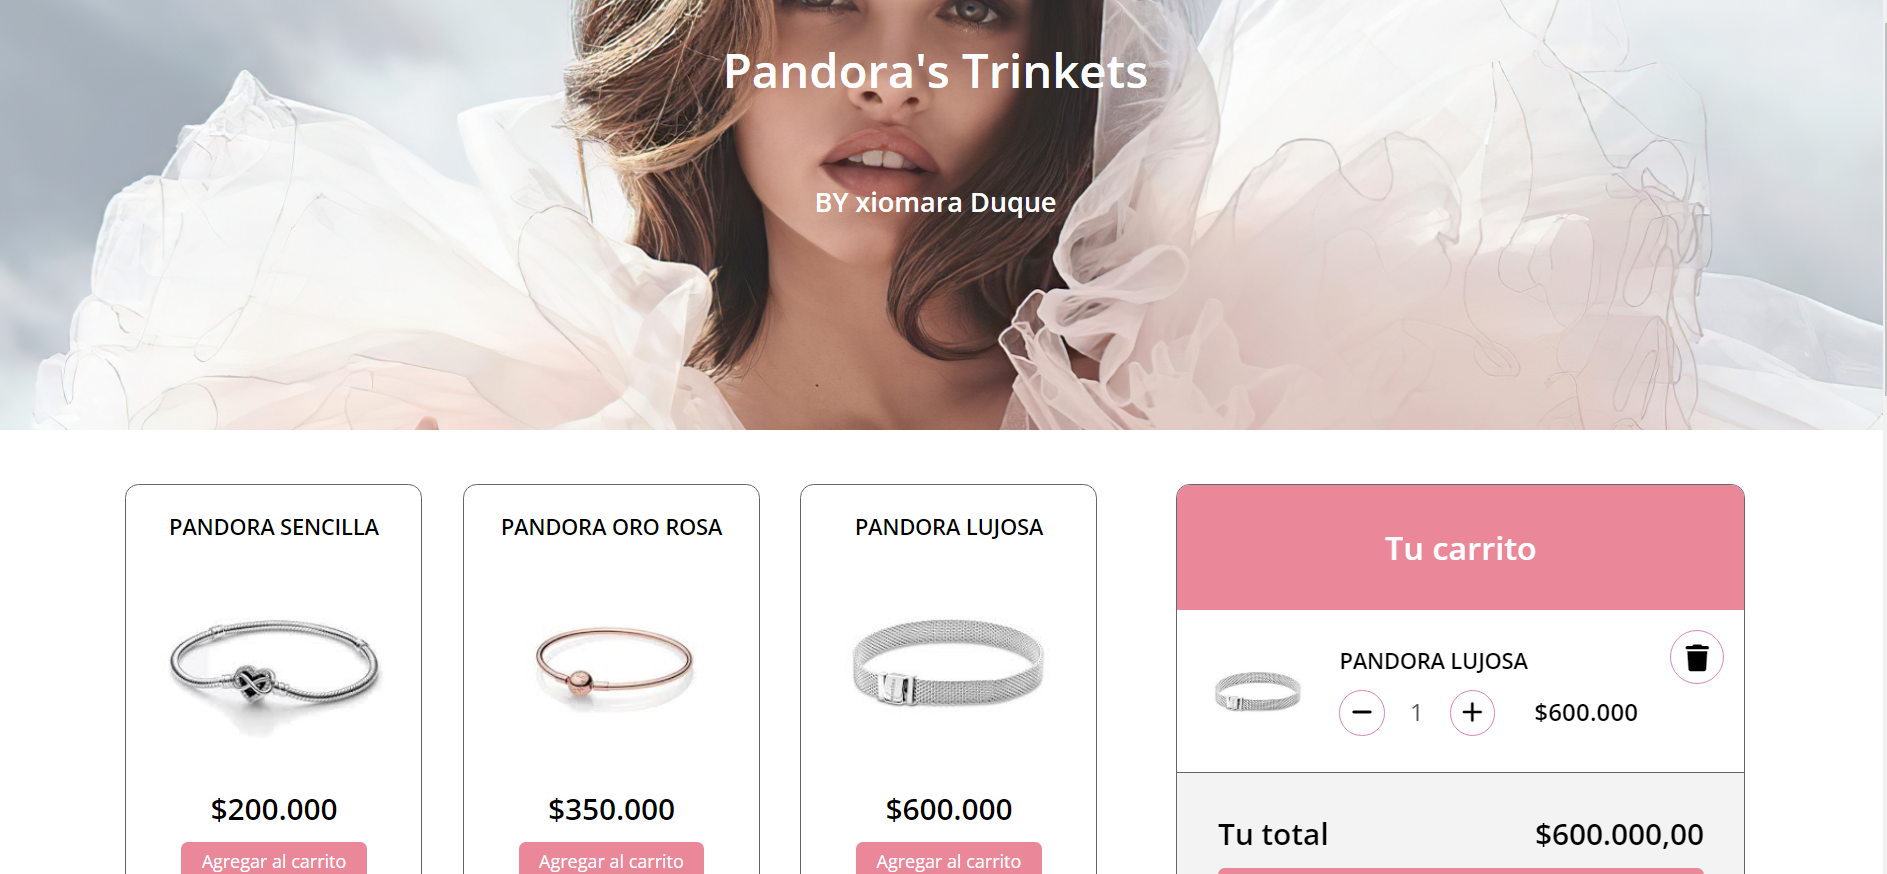 Pandora's Trinkets
BY xiomara Duque
PANDORA SENCILLA
$200.000
Agregar al carrito
PANDORA ORO ROSA
$350.000
Agregar al carrito
PANDORA LUJOSA
$600.000
Agregar al carrito
Tu carrito
PANDORA LUJOSA
1
$600.000
Tu total
$600.000,00